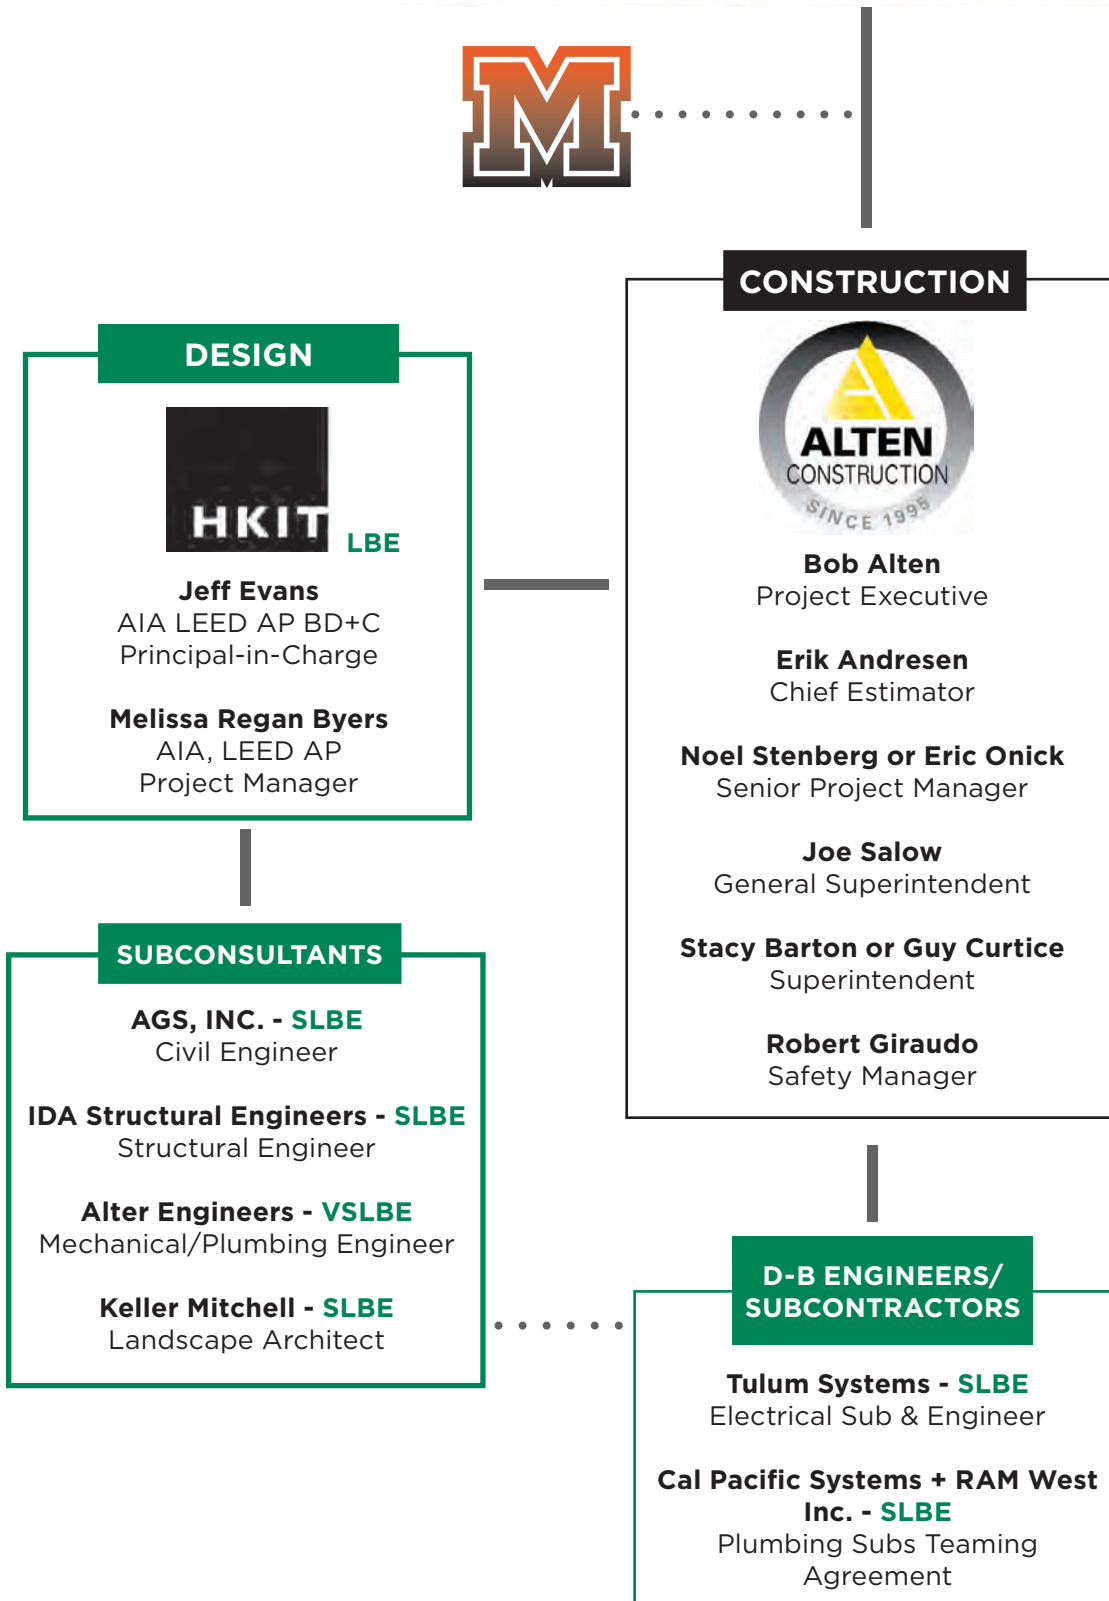 M
DESIGN
HKIT
LBE
Jeff Evans
AIA LEED AP BD+C
Principal-in-Charge
Melissa Regan Byers
AIA, LEED AP
Project Manager
SUBCONSULTANTS
AGS, INC. - SLBE
Civil Engineer
IDA Structural Engineers - SLBE
Structural Engineer
Alter Engineers - VSLBE
Mechanical/Plumbing Engineer
Keller Mitchell - SLBE
Landscape Architect
CONSTRUCTION
ALTEN
CONSTRUCTION
SINCE 1995
Bob Alten
Project Executive
Erik Andresen
Chief Estimator
Noel Stenberg or Eric Onick
Senior Project Manager
Joe Salow
General Superintendent
Stacy Barton or Guy Curtice
Superintendent
Robert Giraudo
Safety Manager
D-B ENGINEERS/
SUBCONTRACTORS
Tulum Systems - SLBE
Electrical Sub & Engineer
Cal Pacific Systems + RAM West
Inc. - SLBE
Plumbing Subs Teaming
Agreement